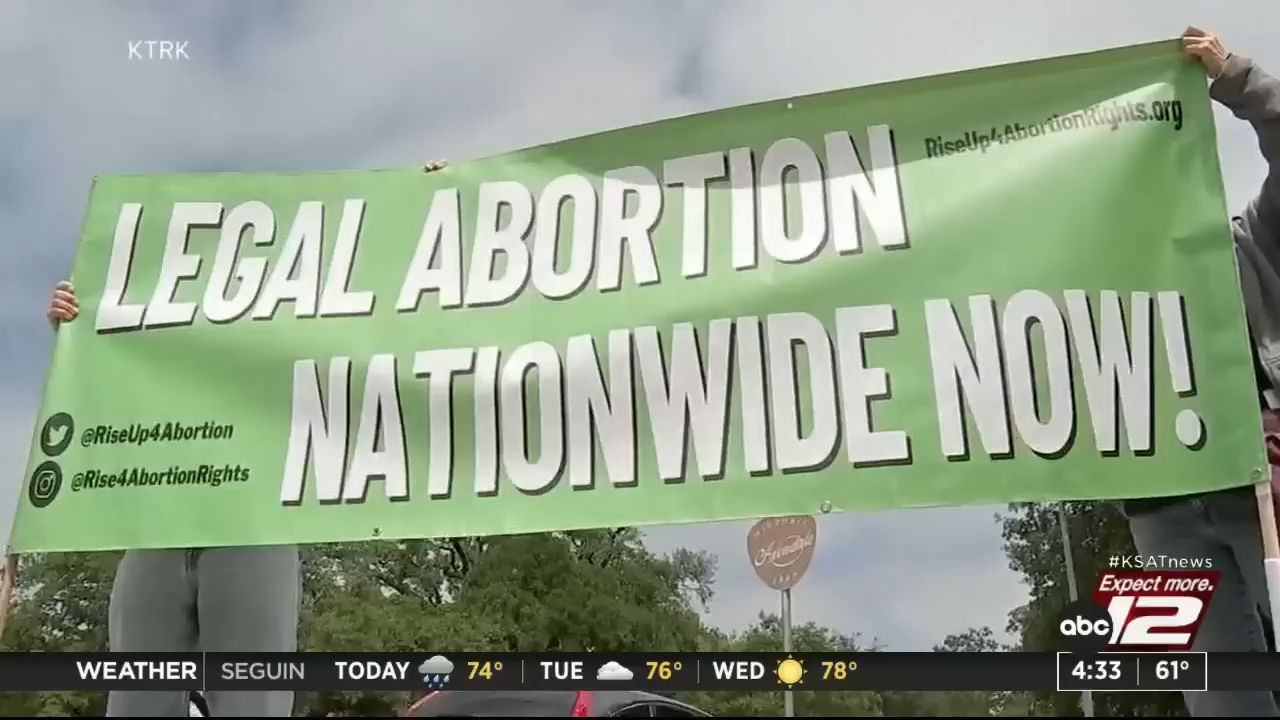 KTRK
RiseUp4AbortionRights.org
LEGAL ABORTION
NATIONWIDE NOW!
@RiseUp4Abortion
@Rise4AbortionRights
#KSATnews
Expect more.
abc 12
WEATHER SEGUIN TODAY 74° TUE 76° WED 78° 4:33 61°